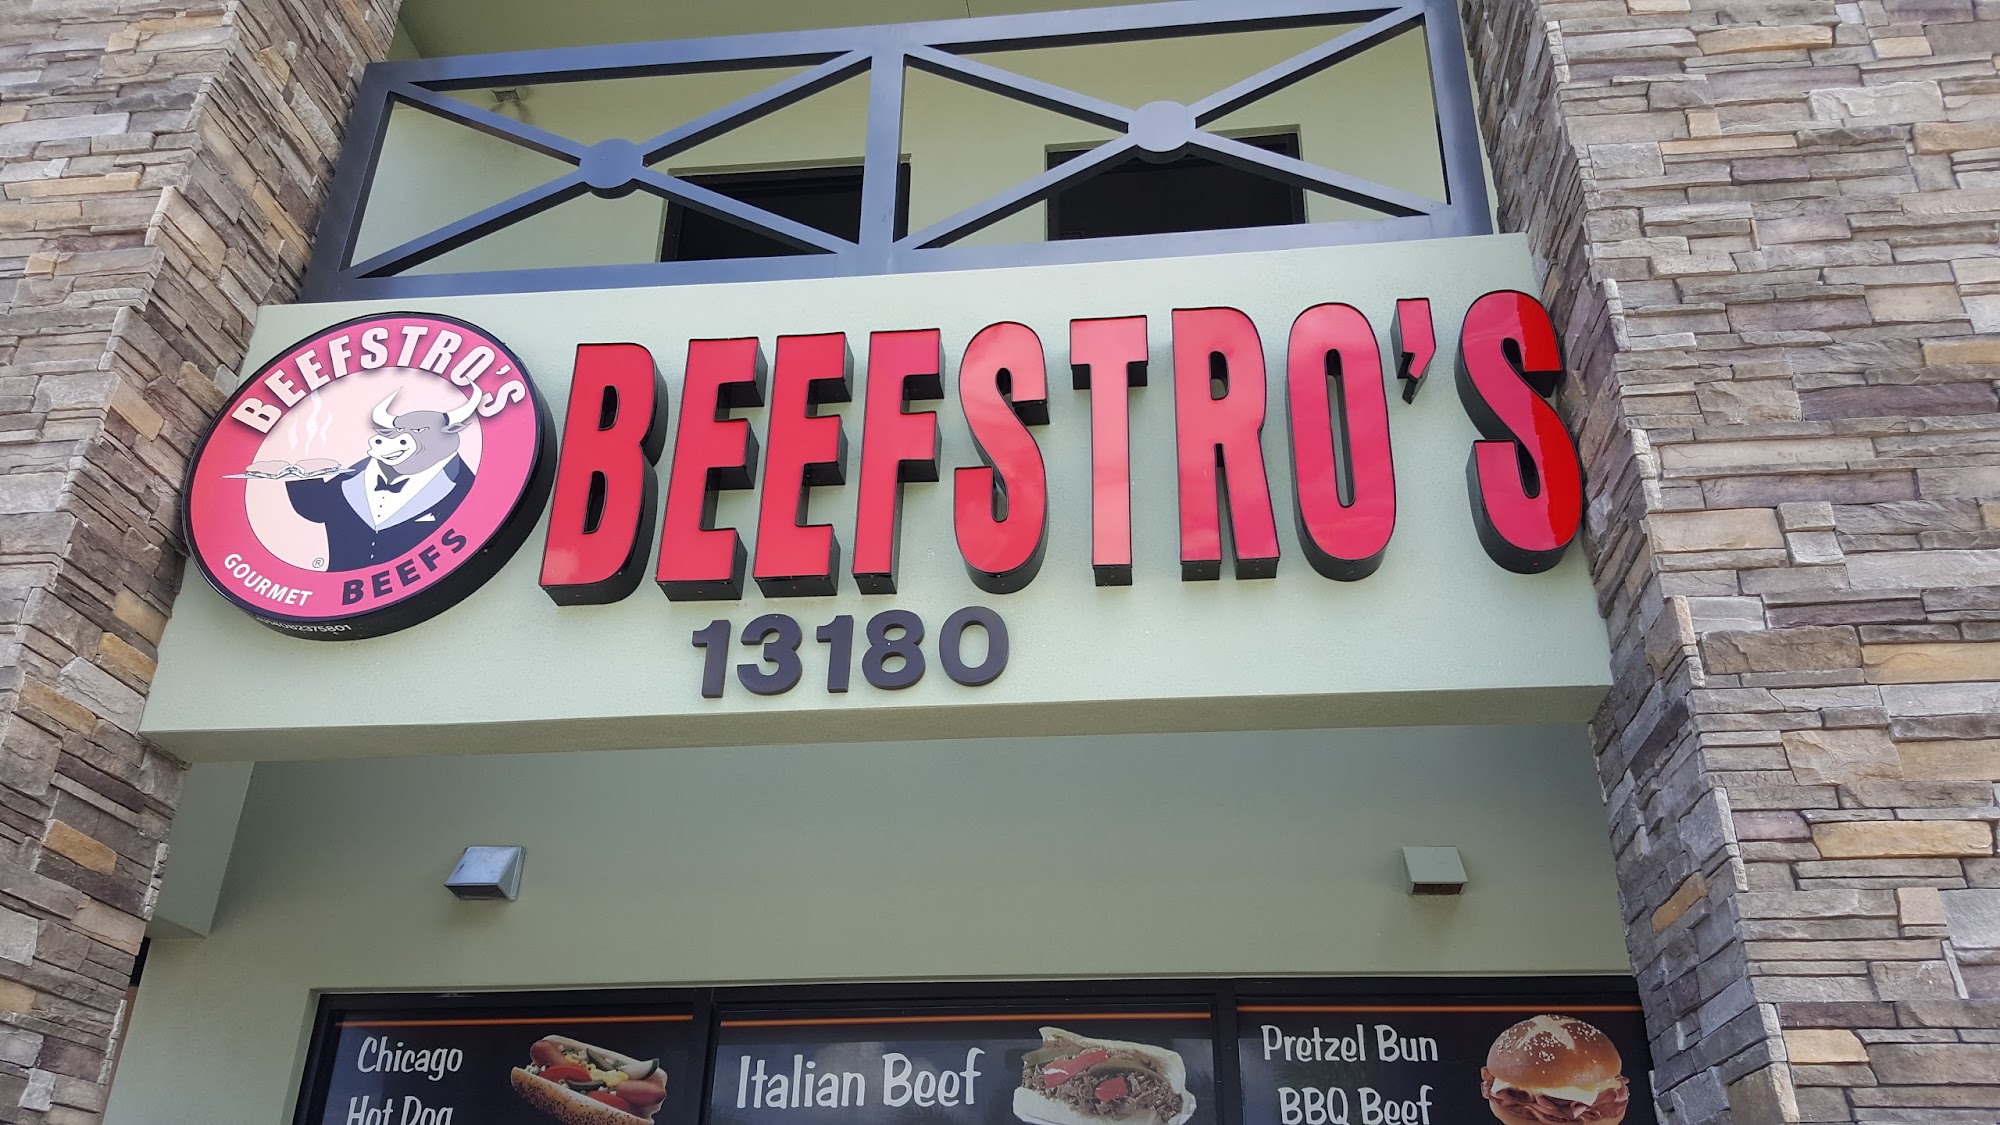 BEEFSTRO'S
GOURMET BEEFS
®
BEEFSTRO'S
13180
Chicago
Hot Dog
Italian Beef
Pretzel Bun
BBQ Beef